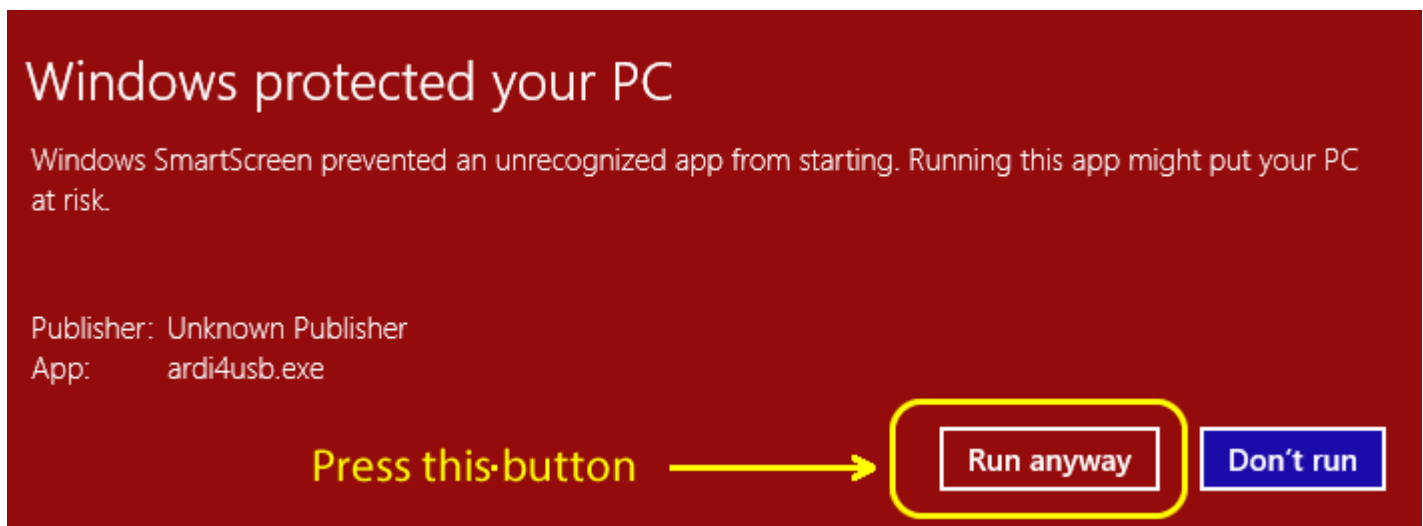 Windows protected your PC
Windows SmartScreen prevented an unrecognized app from starting. Running this app might put your PC
at risk.
Publisher: Unknown Publisher
App: ardi4usb.exe
Press this button Run anyway Don't run